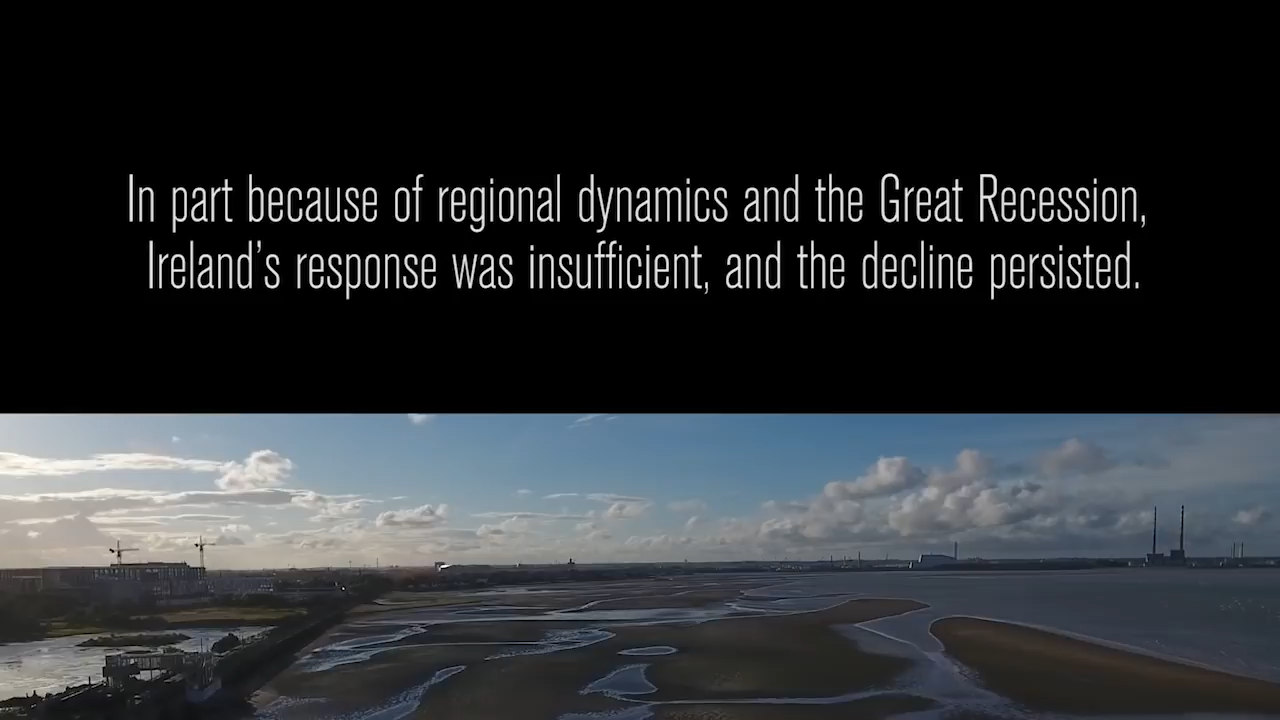 In part because of regional dynamics and the Great Recession,
Ireland's response was insufficient, and the decline persisted.